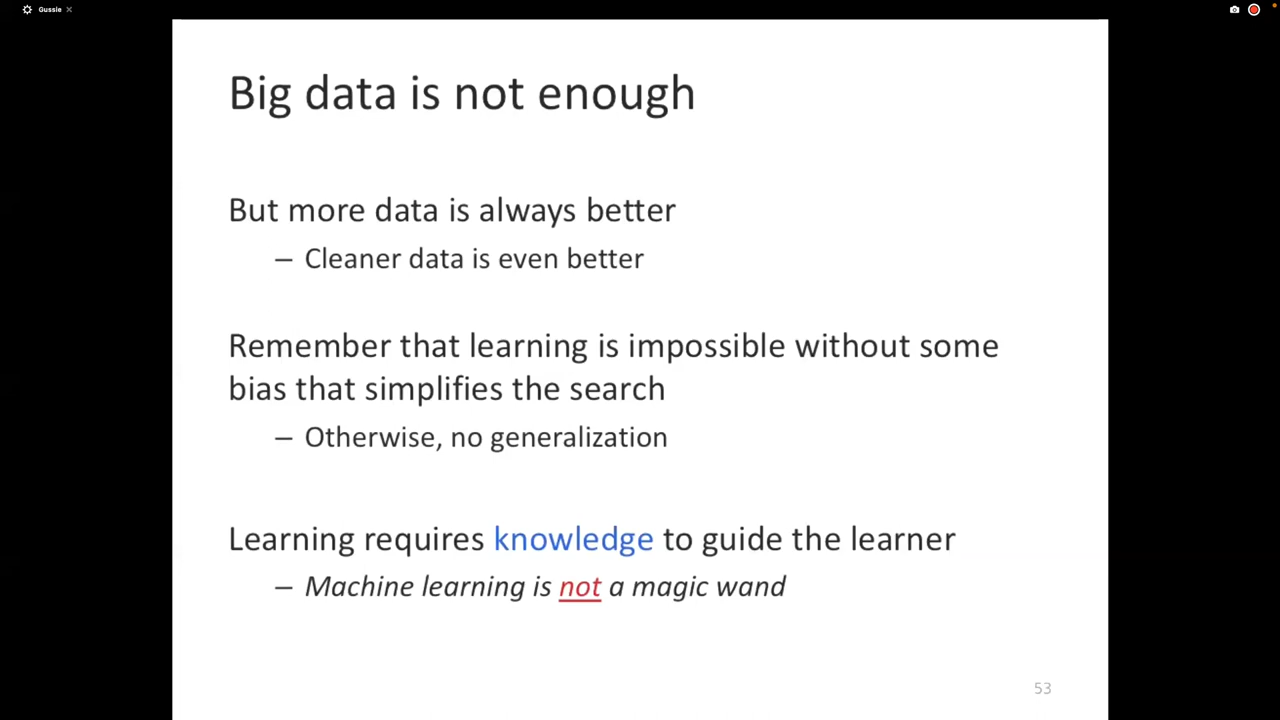 Gussie
Big data is not enough
But more data is always better
– Cleaner data is even better
Remember that learning is impossible without some
bias that simplifies the search
– Otherwise, no generalization
Learning requires knowledge to guide the learner
– Machine learning is not a magic wand
53